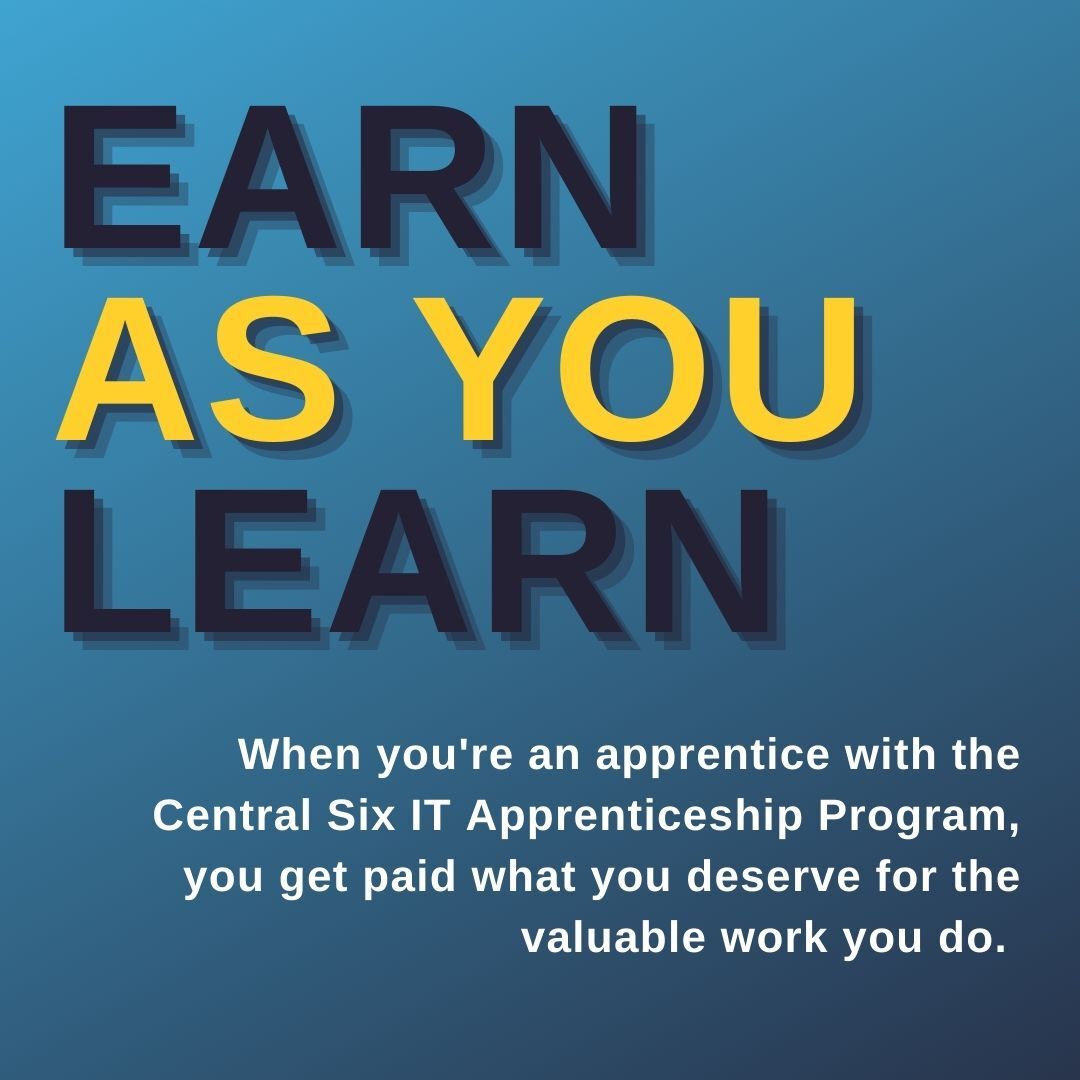 EARN
AS YOU
LEARN
When you're an apprentice with the
Central Six IT Apprenticeship Program,
you get paid what you deserve for the
valuable work you do.